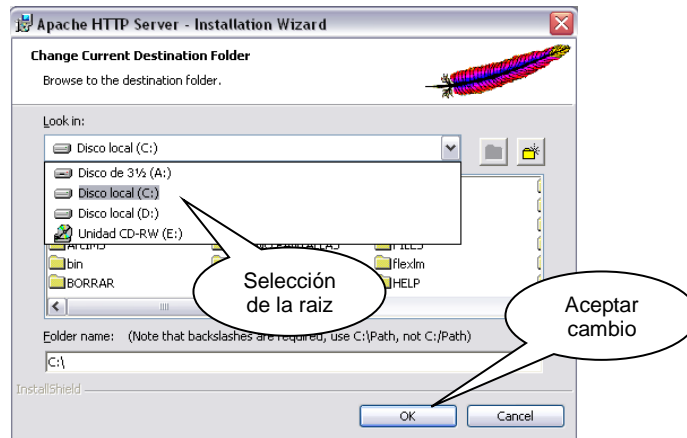 Apache HTTP Server - Installation Wizard
Change Current Destination Folder
Browse to the destination folder.
Look in:
Disco local (C:)
Disco de 3½ (A:)
Disco local (C:)
Disco local (D:)
Unidad CD-RW (E:)
bin
flexlm
BORRAR
HELP
Selección
de la raiz
Aceptar
cambio
Folder name: (Note that backslashes are required, use C:\Path, not C:/Path)
C:\
InstallShield
OK
Cancel